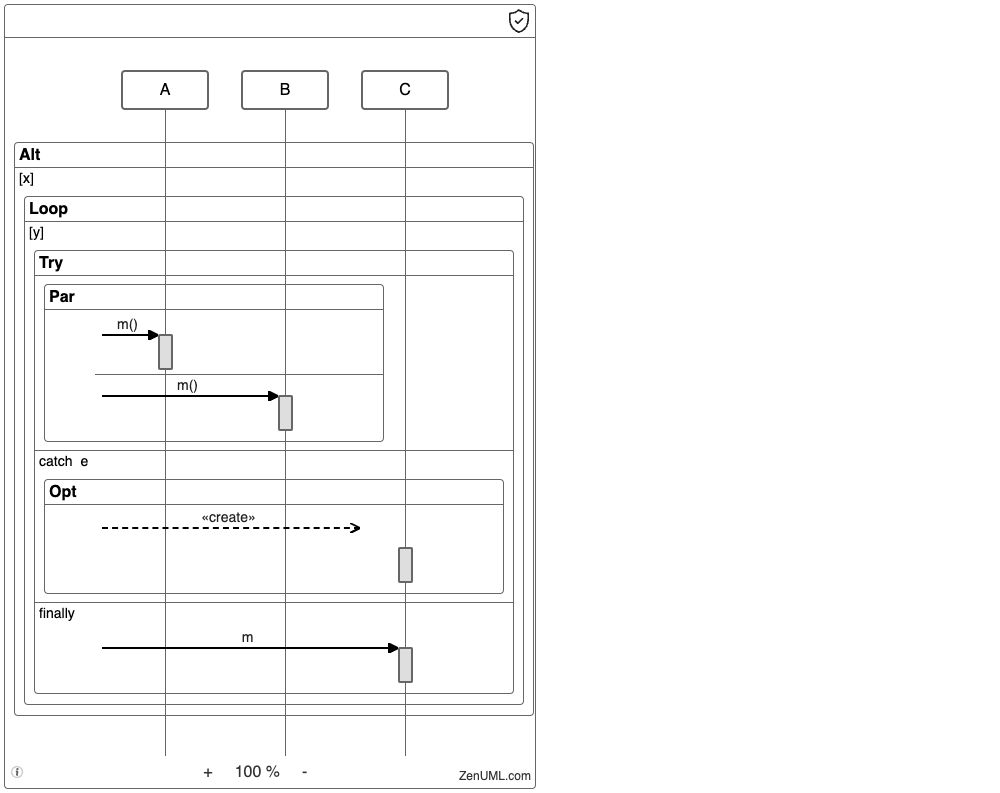 A B C
Alt
[x]
Loop
[y]
Try
Par
m()
m()
catch e
Opt
«create»
finally
m
+ 100 % -
ZenUML.com